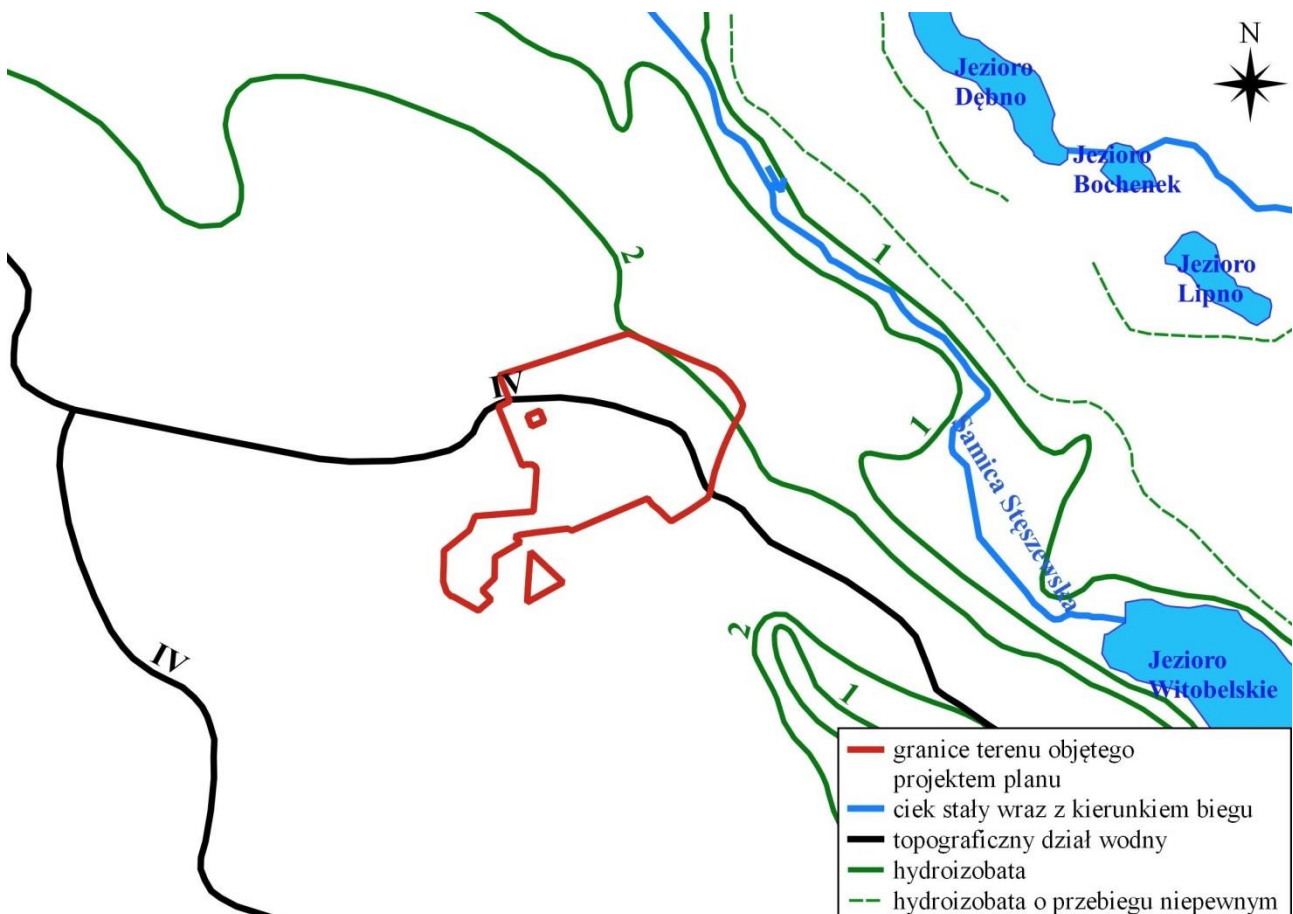 N
Jezioro
Dębno
Jezioro
Bochenek
Jezioro
Lipno
2
1
IV
1
Samica Stęszewska
2
1
IV
Jezioro
Witobelskie
granice terenu objętego
projektem planu
ciek stały wraz z kierunkiem biegu
topograficzny dział wodny
hydroizobata
hydroizobata o przebiegu niepewnym